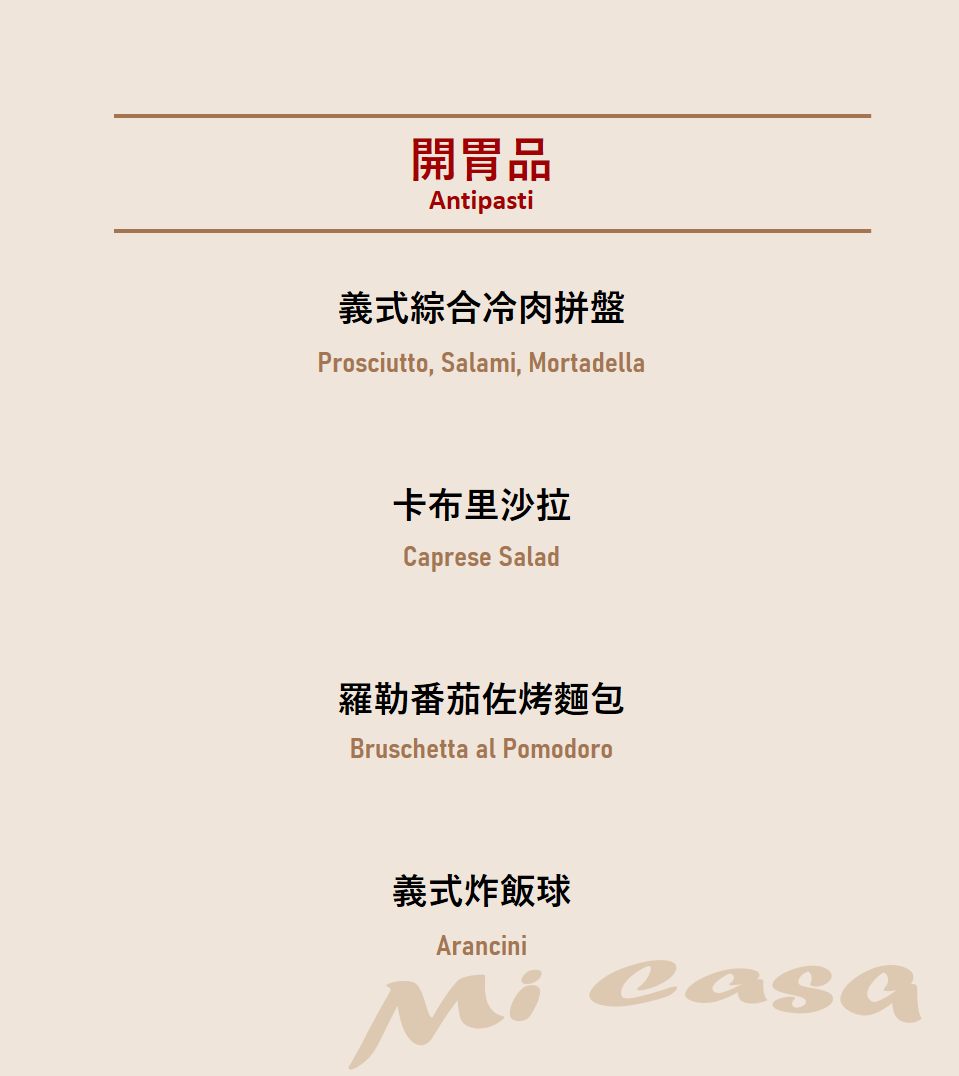 開胃品
Antipasti
義式綜合冷肉拼盤
Prosciutto, Salami, Mortadella
卡布里沙拉
Caprese Salad
羅勒番茄佐烤麵包
Bruschetta al Pomodoro
義式炸飯球
Arancini
Mi casa